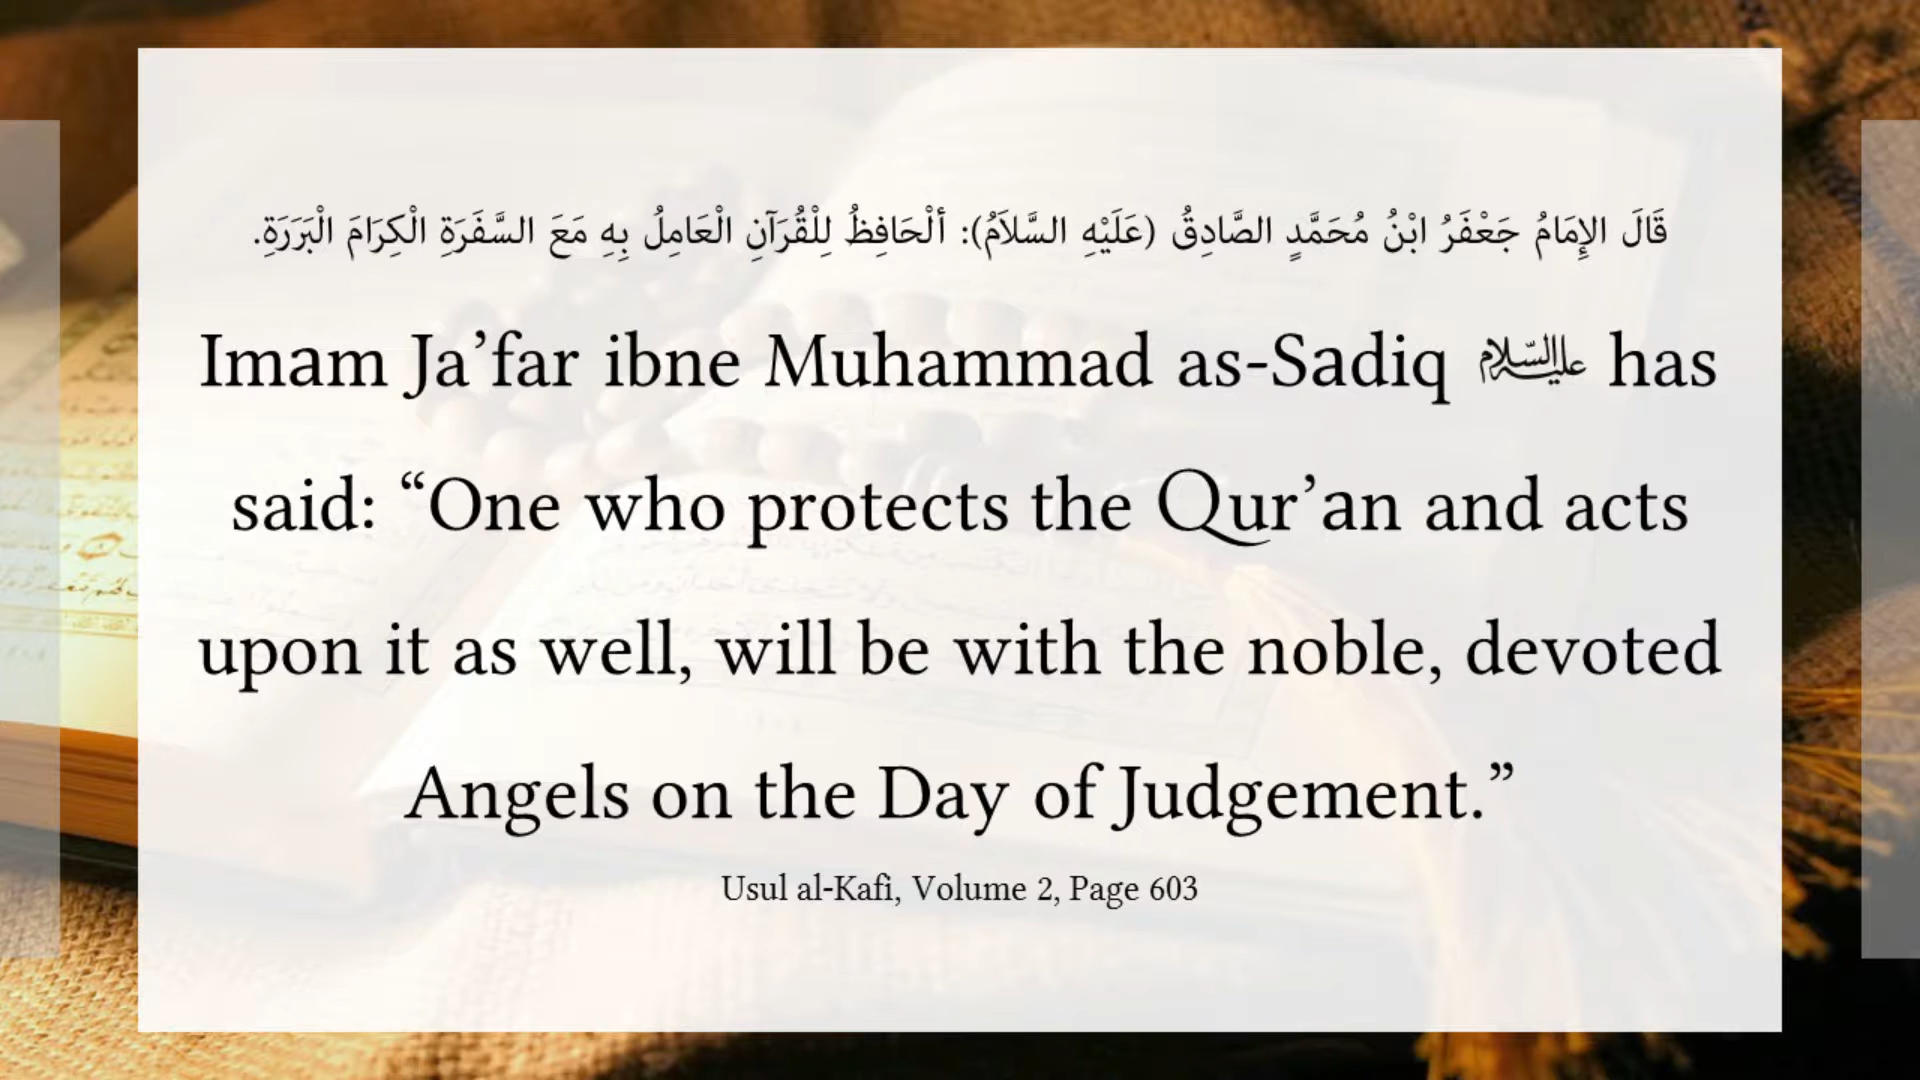 قَالَ الإِمَامُ جَعْفَرُ ابْنُ مُحَمَّدٍ الصَّادِقُ (عَلَيْهِ السَّلاَمُ): أَلْحَافِظُ لِلْقُرَآنِ الْعَامِلُ بِهِ مَعَ السَّفَرَةِ الْكِرَامَ الْبَرَرَةِ.
Imam Ja’far ibne Muhammad as-Sadiq عليه السلام has
said: “One who protects the Qur’an and acts
upon it as well, will be with the noble, devoted
Angels on the Day of Judgement.”
Usul al-Kafi, Volume 2, Page 603